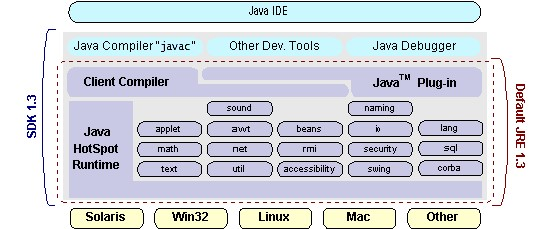 Java IDE
Java Compiler "javac"
Other Dev. Tools
Java Debugger
SDK 1.3
Client Compiler
Java™ Plug-in
Default JRE 1.3
Java
HotSpot
Runtime
sound
naming
applet
awt
beans
io
lang
math
net
rmi
security
sql
text
util
accessibility
swing
corba
Solaris
Win32
Linux
Mac
Other